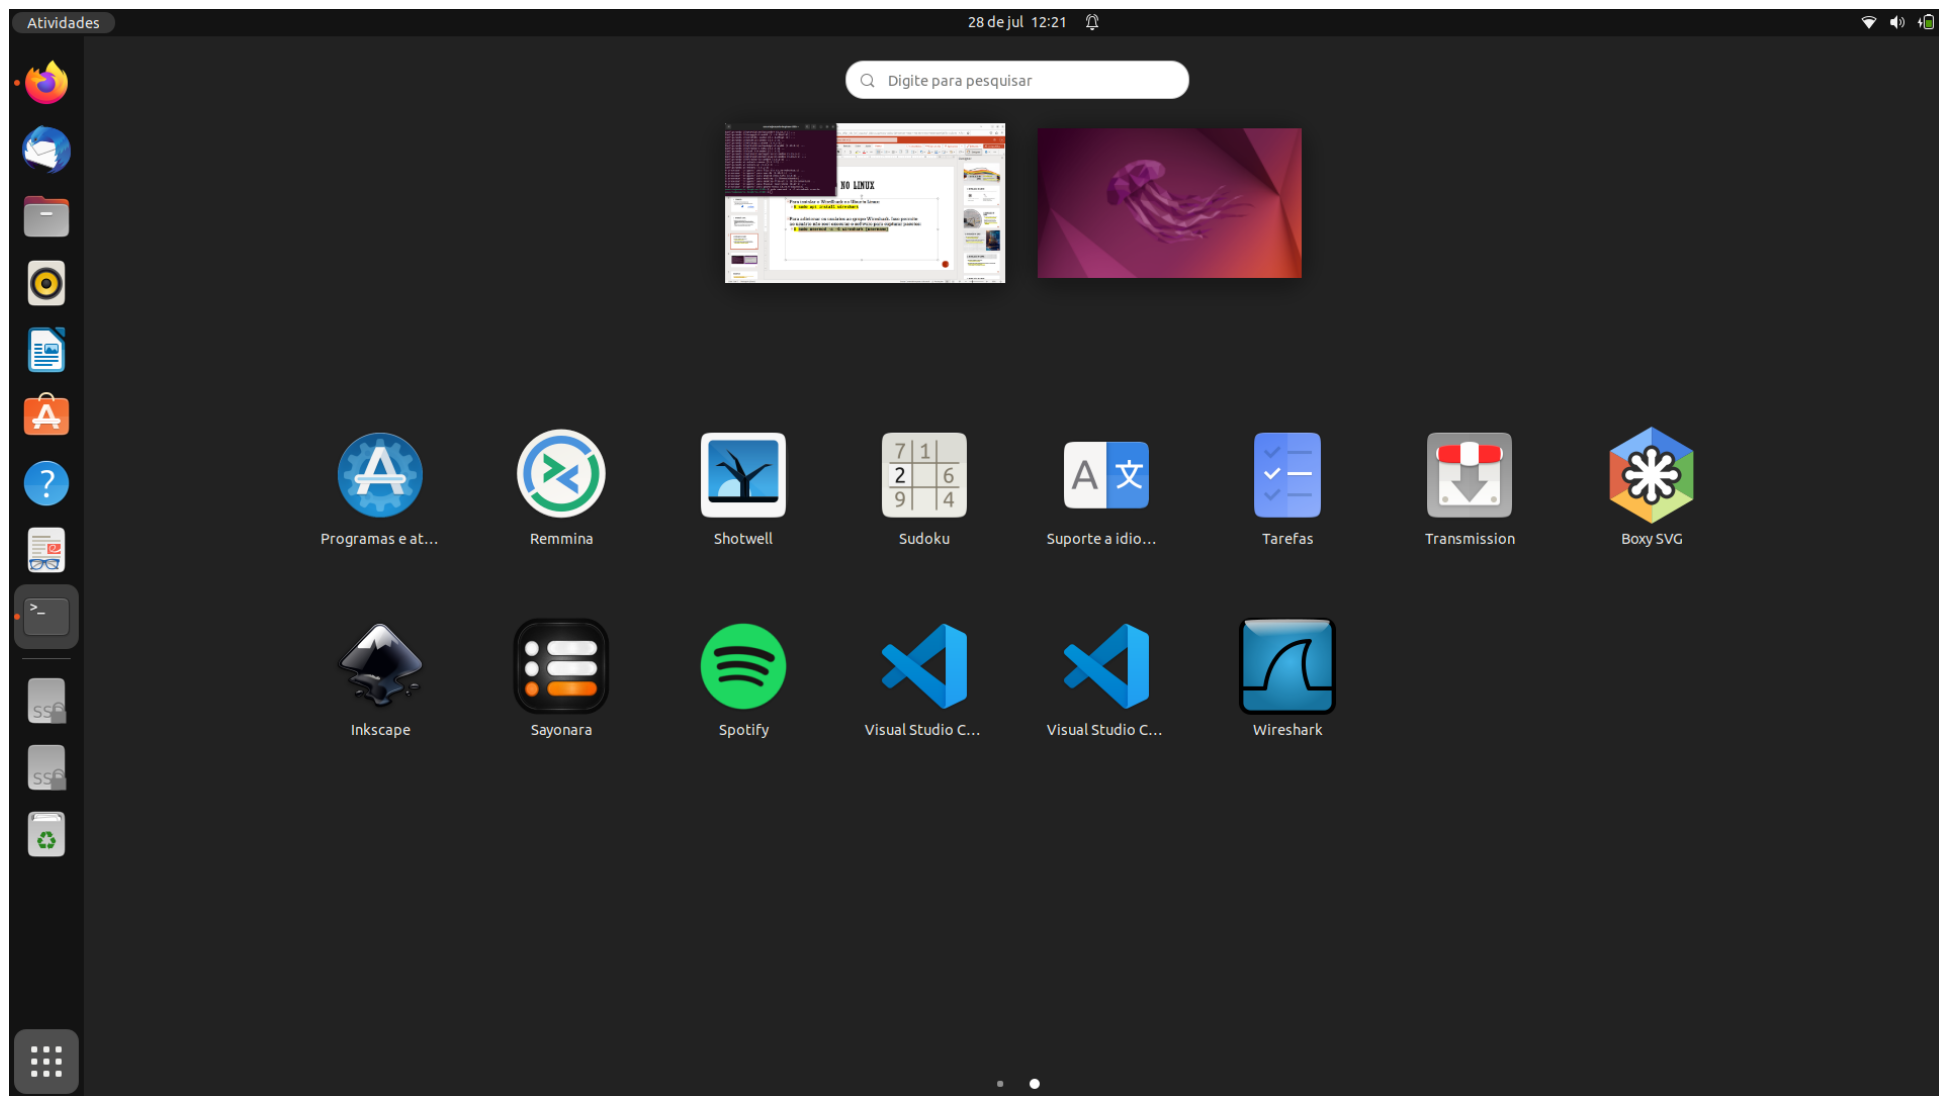 Atividades
28 de jul 12:21
Digite para pesquisar
NO LINUX
Programas e at...
Remmina
Shotwell
Sudoku
Suporte a idio...
Tarefas
Transmission
Boxy SVG
Inkscape
Sayonara
Spotify
Visual Studio C...
Visual Studio C...
Wireshark